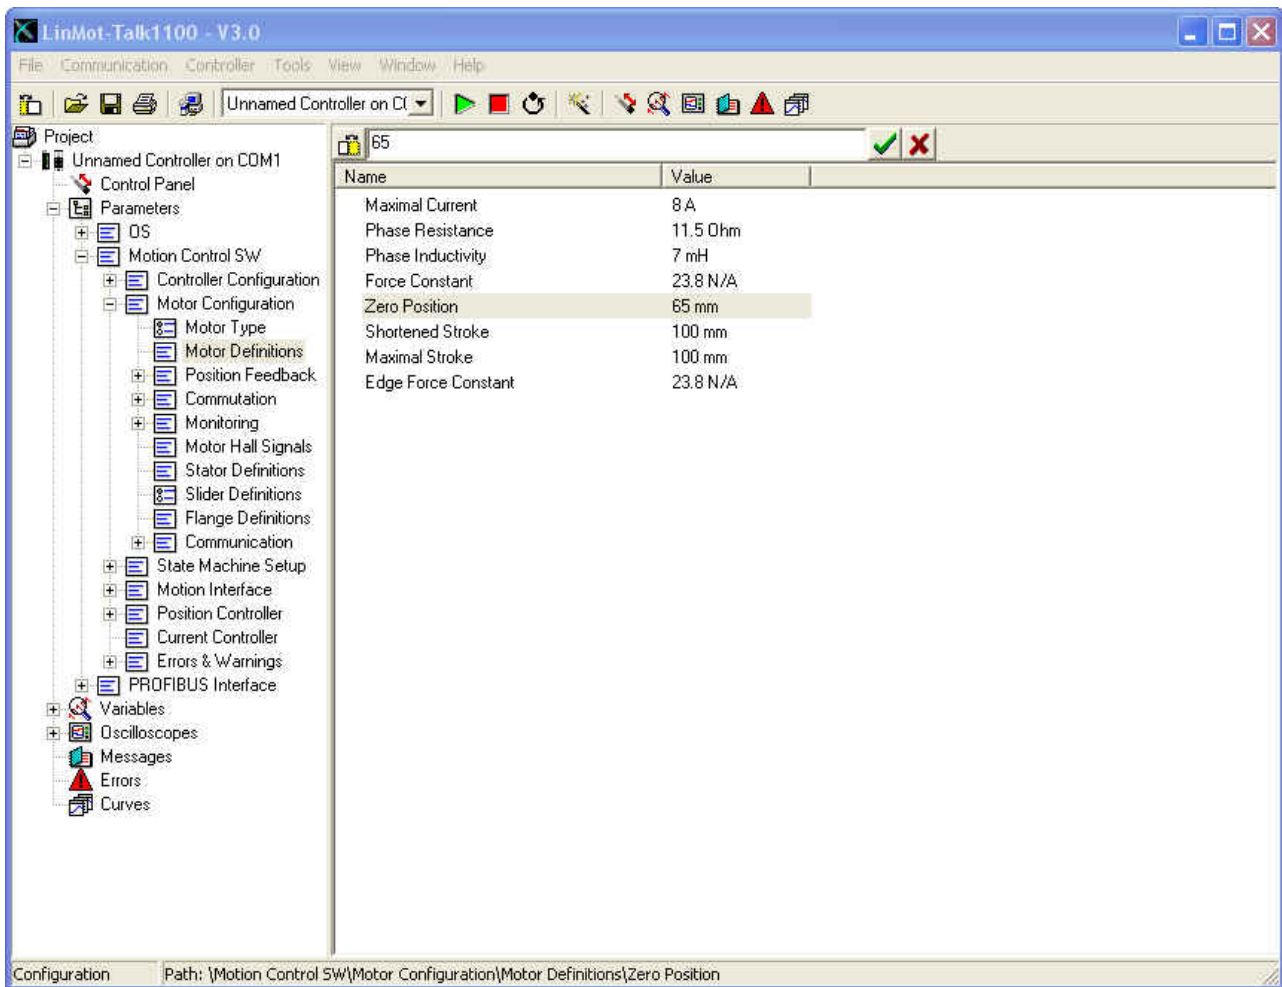 LinMot-Talk1100 - V3.0
File Communication Controller Tools View Window Help
Unnamed Controller on C(
Project
Unnamed Controller on COM1
Control Panel
Parameters
OS
Motion Control SW
Controller Configuration
Motor Configuration
Motor Type
Motor Definitions
Position Feedback
Commutation
Monitoring
Motor Hall Signals
Stator Definitions
Slider Definitions
Flange Definitions
Communication
State Machine Setup
Motion Interface
Position Controller
Current Controller
Errors & Warnings
PROFIBUS Interface
Variables
Oscilloscopes
Messages
Errors
Curves
65
Name Value
Maximal Current 8 A
Phase Resistance 11.5 Ohm
Phase Inductivity 7 mH
Force Constant 23.8 N/A
Zero Position 65 mm
Shortened Stroke 100 mm
Maximal Stroke 100 mm
Edge Force Constant 23.8 N/A
Configuration Path: \Motion Control SW\Motor Configuration\Motor Definitions\Zero Position